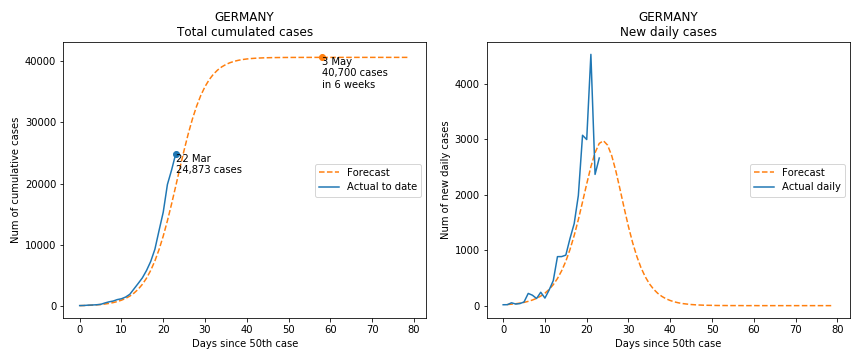 GERMANY
Total cumulated cases
Num of cumulative cases
40000
30000
20000
10000
0
3 May
40,700 cases
in 6 weeks
22 Mar
24,873 cases
Forecast
Actual to date
0 10 20 30 40 50 60 70 80
Days since 50th case
GERMANY
New daily cases
Num of new daily cases
4000
3000
2000
1000
0
Forecast
Actual daily
0 10 20 30 40 50 60 70 80
Days since 50th case